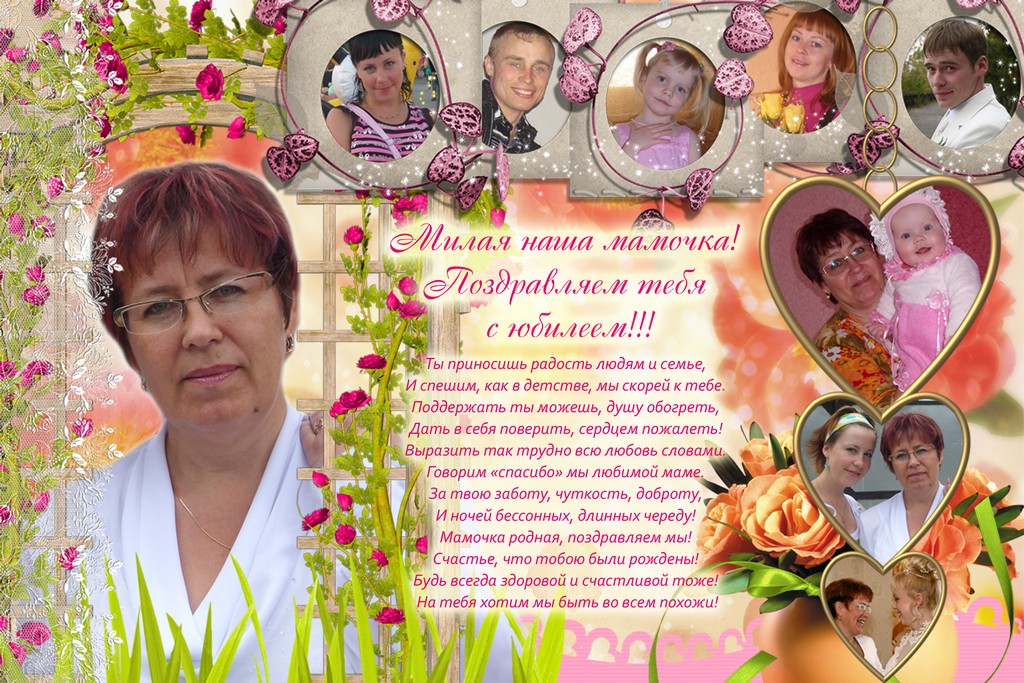 Милая наша мамочка!
Поздравляем тебя
с юбилеем!!!
Ты приносишь радость людям и семье,
И спешим, как в детстве, мы скорей к тебе.
Поддержать ты можешь, душу обогреть,
Дать в себя поверить, сердцем пожалеть!
Выразить так трудно всю любовь словами.
Говорим «спасибо» мы любимой маме.
За твою заботу, чуткость, доброту,
И ночей бессонных, длинных череду!
Мамочка родная, поздравляем мы!
Счастье, что тобою были рождены!
Будь всегда здоровой и счастливой тоже!
На тебя хотим мы быть во всем похожи!